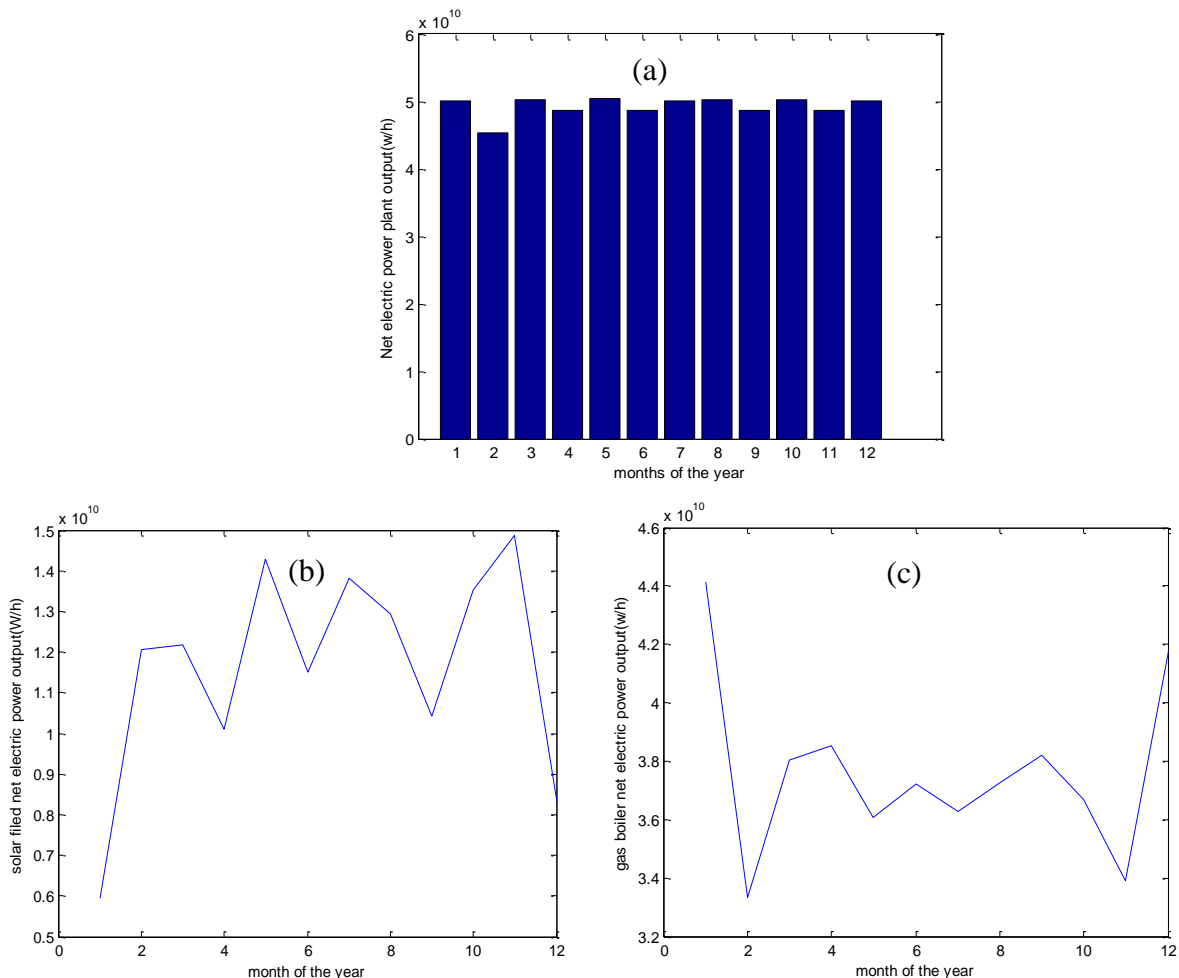 x 10^10
6
5
4
3
2
1
0
Net electric power plant output(w/h)
(a)
1 2 3 4 5 6 7 8 9 10 11 12
months of the year
x 10^10
1.5
1.4
1.3
1.2
1.1
1
0.9
0.8
0.7
0.6
0.5
solar filed net electric power output(W/h)
(b)
0 2 4 6 8 10 12
month of the year
x 10^10
4.6
4.4
4.2
4
3.8
3.6
3.4
3.2
gas boiler net electric power output(w/h)
(c)
0 2 4 6 8 10 12
month of the year